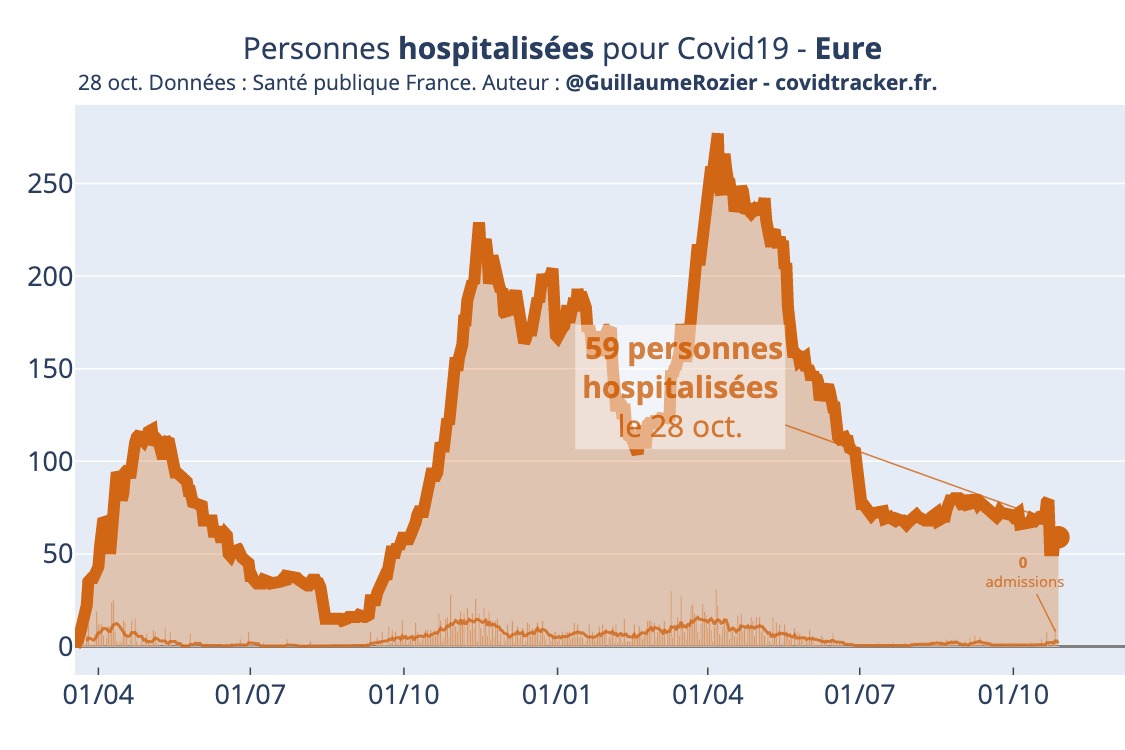 Personnes hospitalisées pour Covid19 - Eure
28 oct. Données : Santé publique France. Auteur : @GuillaumeRozier - covidtracker.fr.
250
200
150
100
50
0
59 personnes
hospitalisées
le 28 oct.
0
admissions
01/04
01/07
01/10
01/01
01/04
01/07
01/10